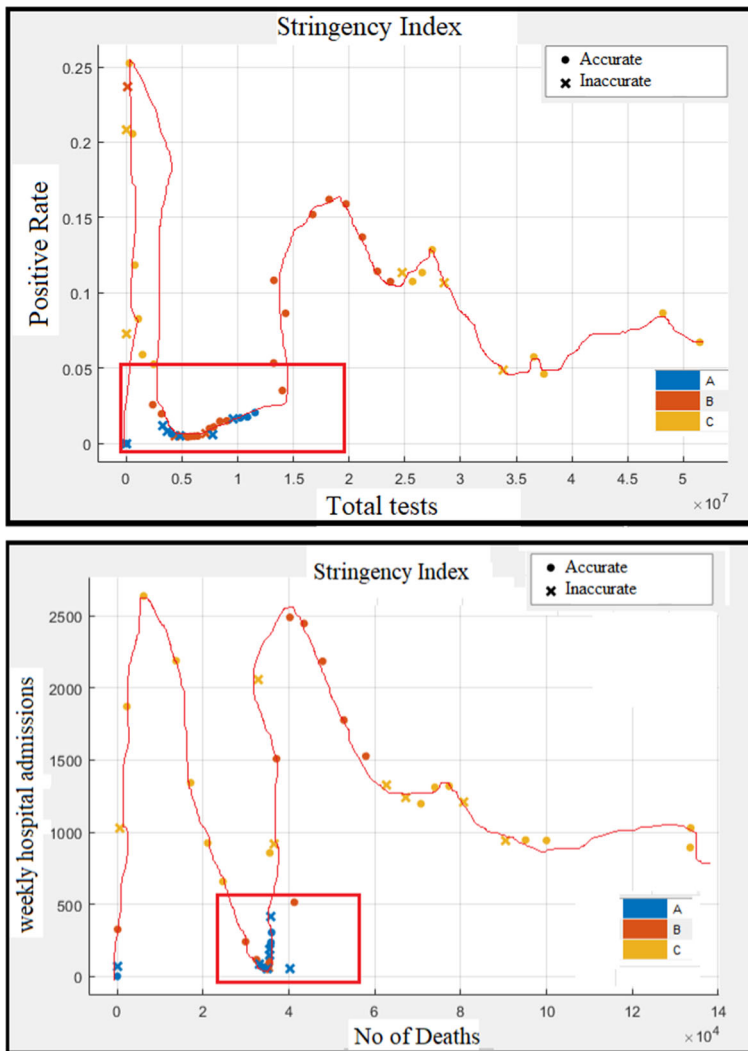 Stringency Index
Accurate
Inaccurate
0.25
0.2
0.15
0.1
0.05
0
Positive Rate
A
B
C
0 0.5 1 1.5 2 2.5 3 3.5 4 4.5 5
×10⁷
Total tests
Stringency Index
Accurate
Inaccurate
2500
2000
1500
1000
500
0
weekly hospital admissions
A
B
C
0 2 4 6 8 10 12 14
×10⁴
No of Deaths